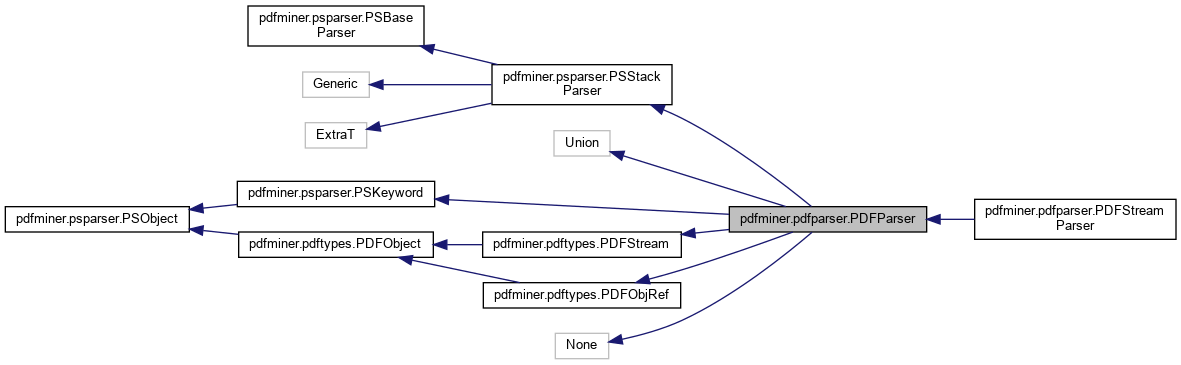 pdfminer.psparser.PSBase
Parser
Generic
pdfminer.psparser.PSStack
Parser
ExtraT
Union
pdfminer.psparser.PSKeyword
pdfminer.psparser.PSObject
pdfminer.pdfparser.PDFParser
pdfminer.pdfparser.PDFStream
Parser
pdfminer.pdftypes.PDFObject
pdfminer.pdftypes.PDFStream
pdfminer.pdftypes.PDFObjRef
None